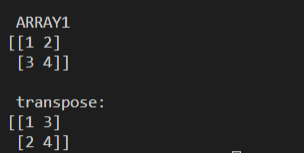 ARRAY1
[[1 2]
[3 4]]
transpose:
[[1 3]
[2 4]]